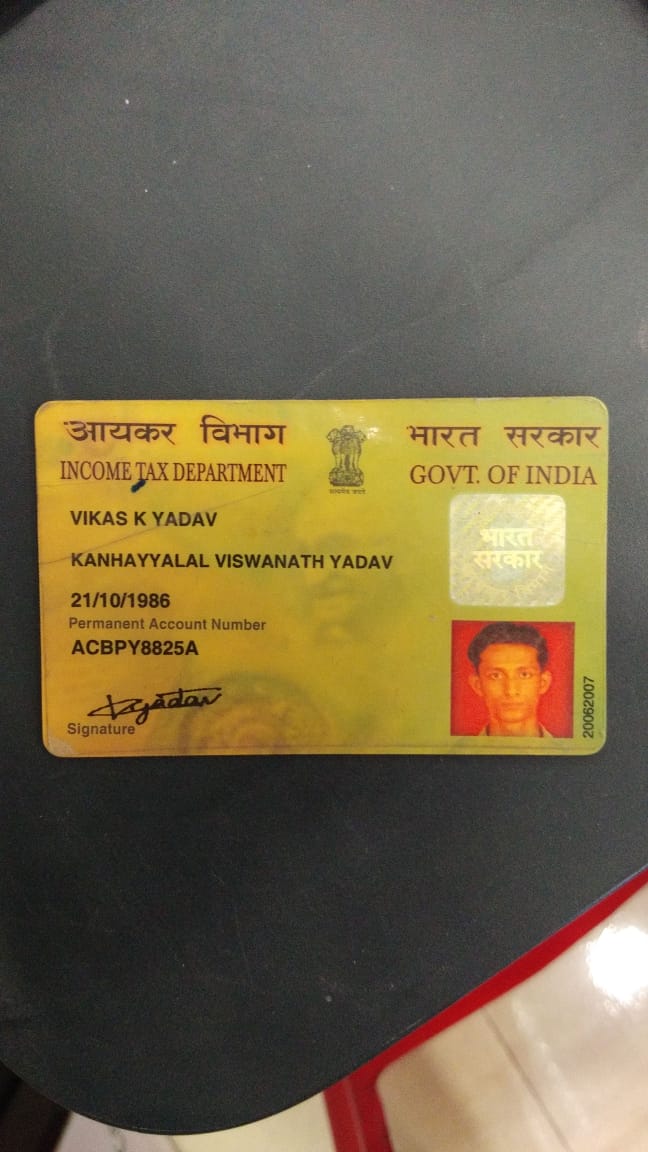 आयकर विभाग
INCOME TAX DEPARTMENT
भारत सरकार
GOVT. OF INDIA
सत्यमेव जयते
VIKAS K YADAV
KANHAYYALAL VISWANATH YADAV
21/10/1986
Permanent Account Number
ACBPY8825A
Signature
भारत
सरकार
20062007